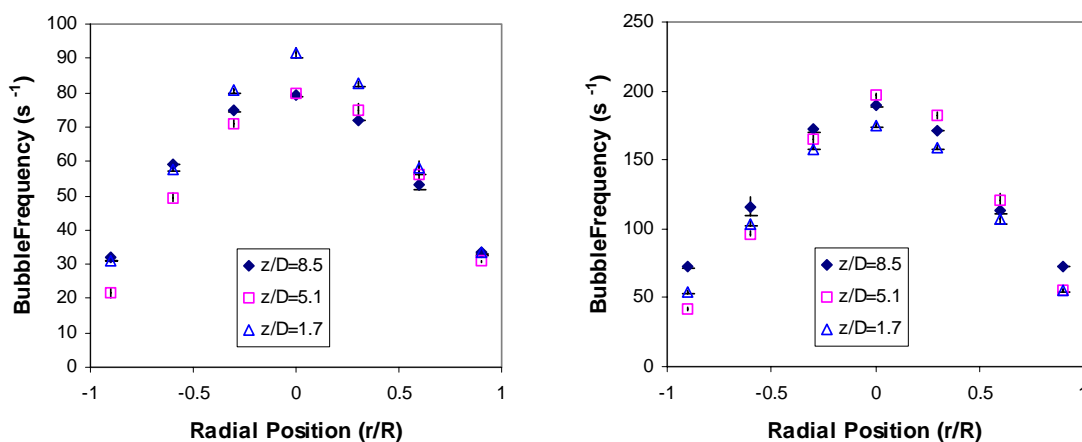 100
90
80
70
60
50
40
30
20
10
0
-1
-0.5
0
0.5
1
BubbleFrequency (s -1)
Radial Position (r/R)
z/D=8.5
z/D=5.1
z/D=1.7
250
200
150
100
50
0
-1
-0.5
0
0.5
1
BubbleFrequency (s -1)
Radial Position (r/R)
z/D=8.5
z/D=5.1
z/D=1.7